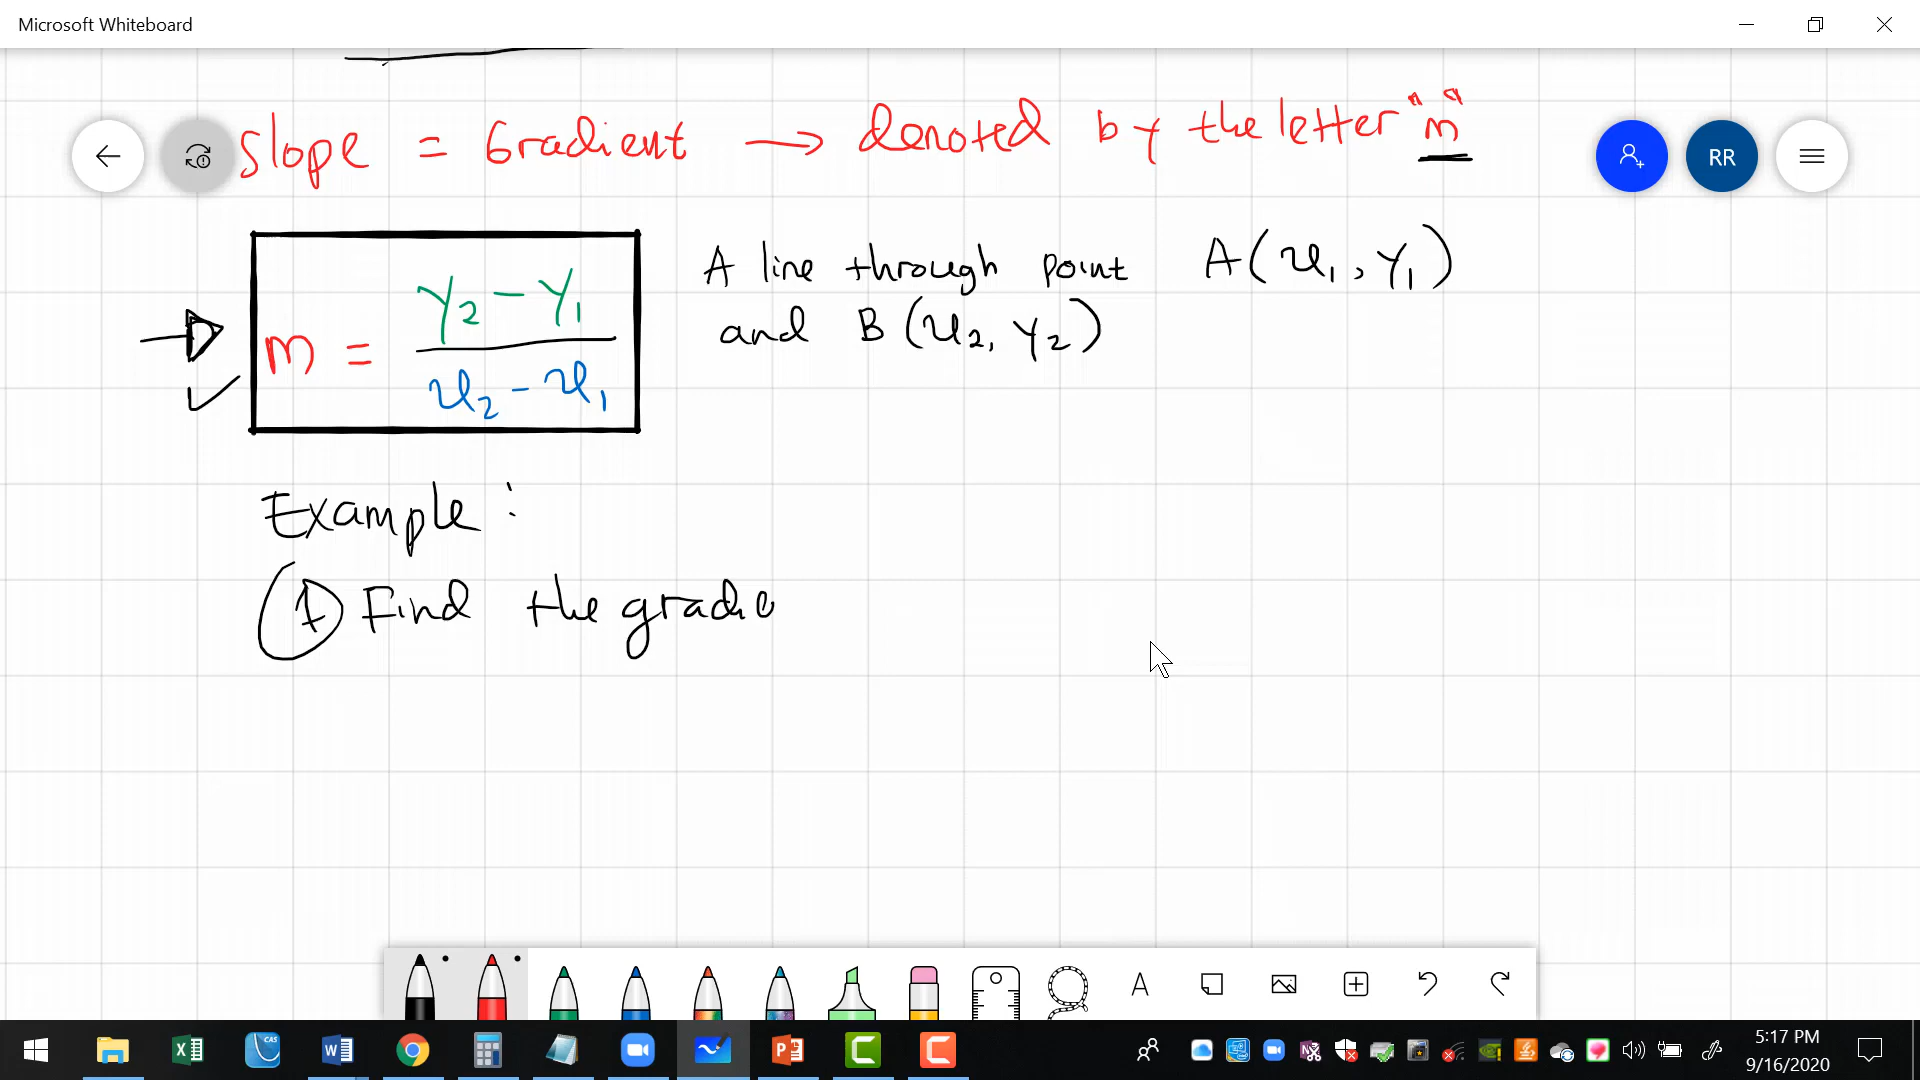 Microsoft Whiteboard
slope = Gradient → denoted by the letter "m"
RR
m = y₂ - y₁ / x₂ - x₁
A line through point A(x₁, y₁)
and B(x₂, y₂)
Example:
① Find the gradie
A
5:17 PM
9/16/2020